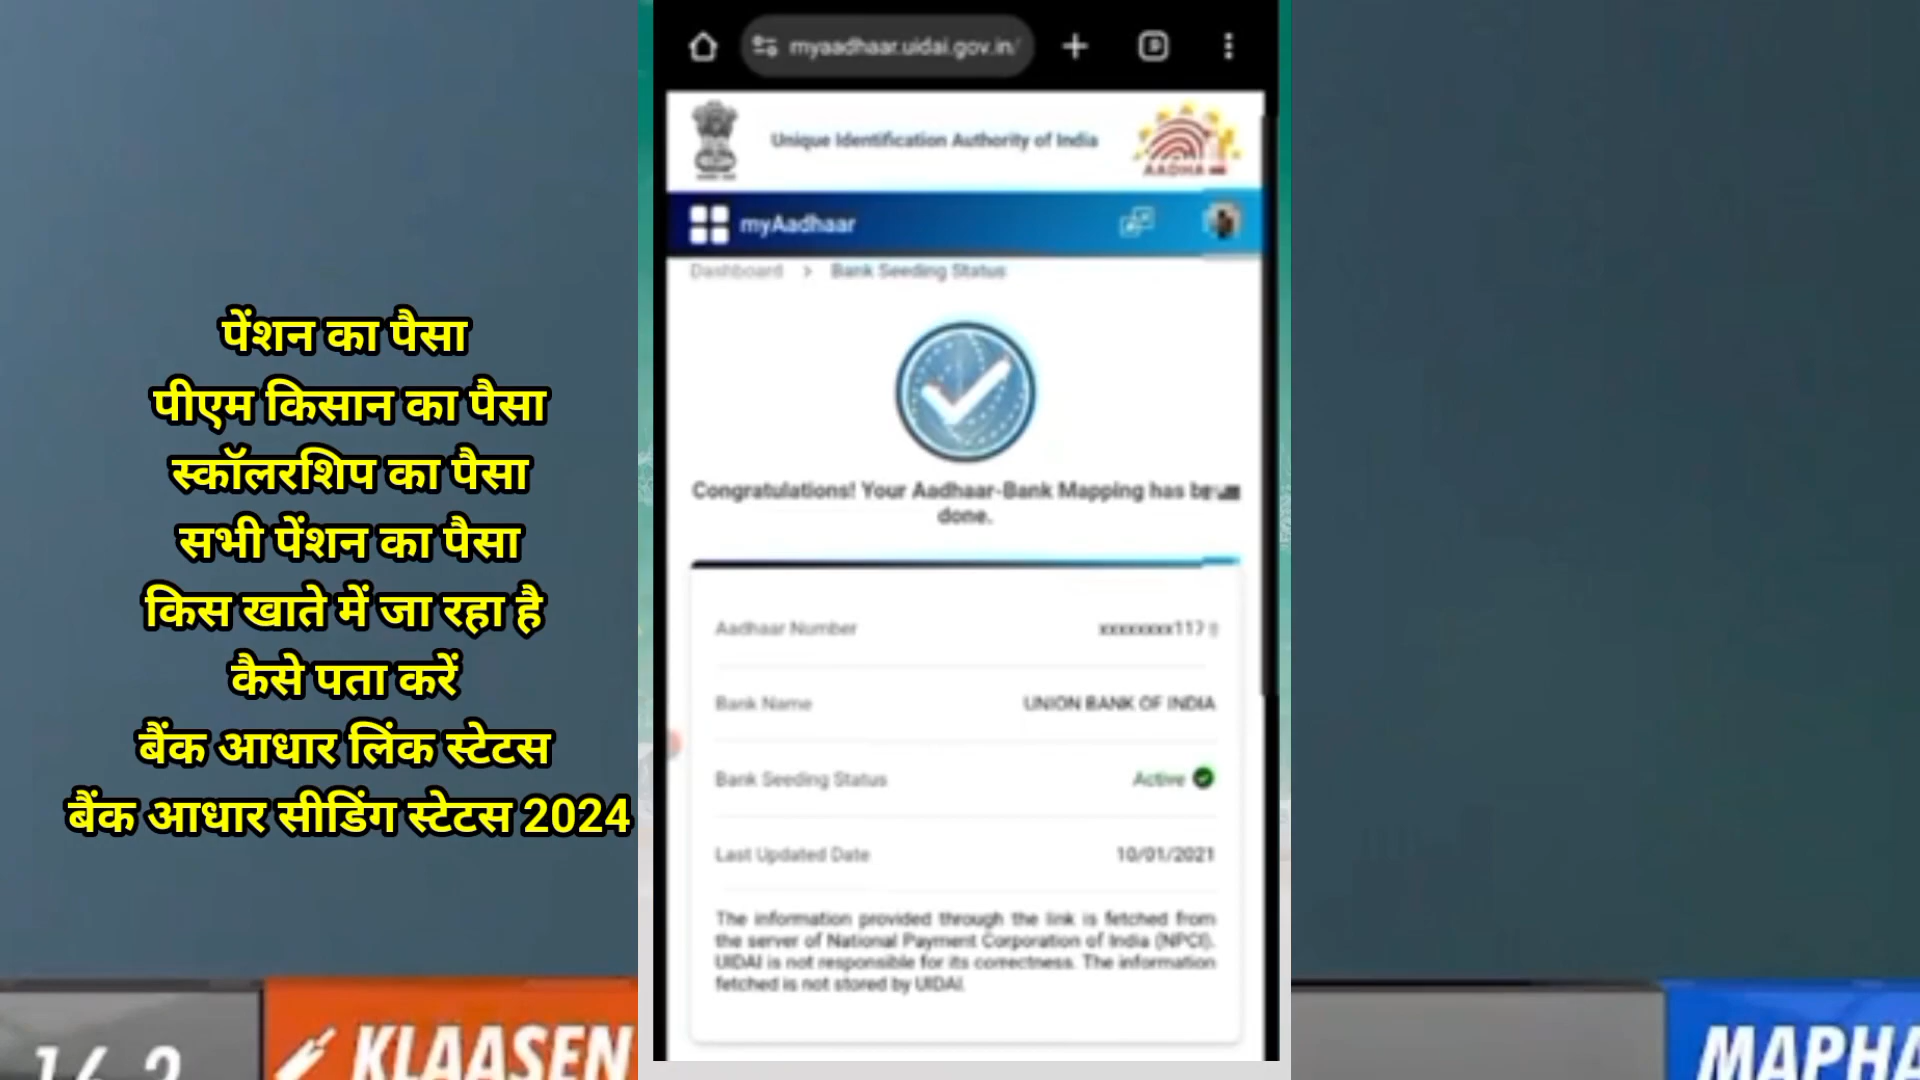 पेंशन का पैसा
पीएम किसान का पैसा
स्कॉलरशिप का पैसा
सभी पेंशन का पैसा
किस खाते में जा रहा है
कैसे पता करें
बैंक आधार लिंक स्टेटस
बैंक आधार सीडिंग स्टेटस 2024
myaadhaar.uidai.gov.in/
Unique Identification Authority of India
myAadhaar
Dashboard > Bank Seeding Status
Congratulations! Your Aadhaar-Bank Mapping has
done.
Aadhaar Number xxxxxxxx117
Bank Name UNION BANK OF INDIA
Bank Seeding Status Active
Last Updated Date 10/01/2021
The information provided through the link is fetched from
the server of National Payment Corporation of India (NPCI).
UIDAI is not responsible for its correctness. The information
fetched is not stored by UIDAI.
KLAASEN